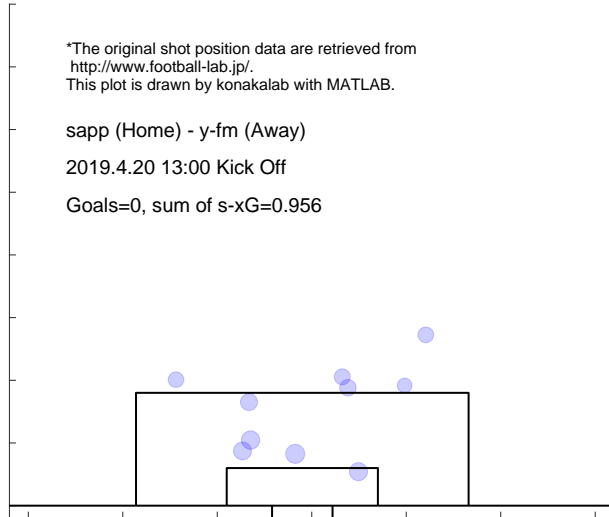 *The original shot position data are retrieved from
http://www.football-lab.jp/.
This plot is drawn by konakalab with MATLAB.
sapp (Home) - y-fm (Away)
2019.4.20 13:00 Kick Off
Goals=0, sum of s-xG=0.956